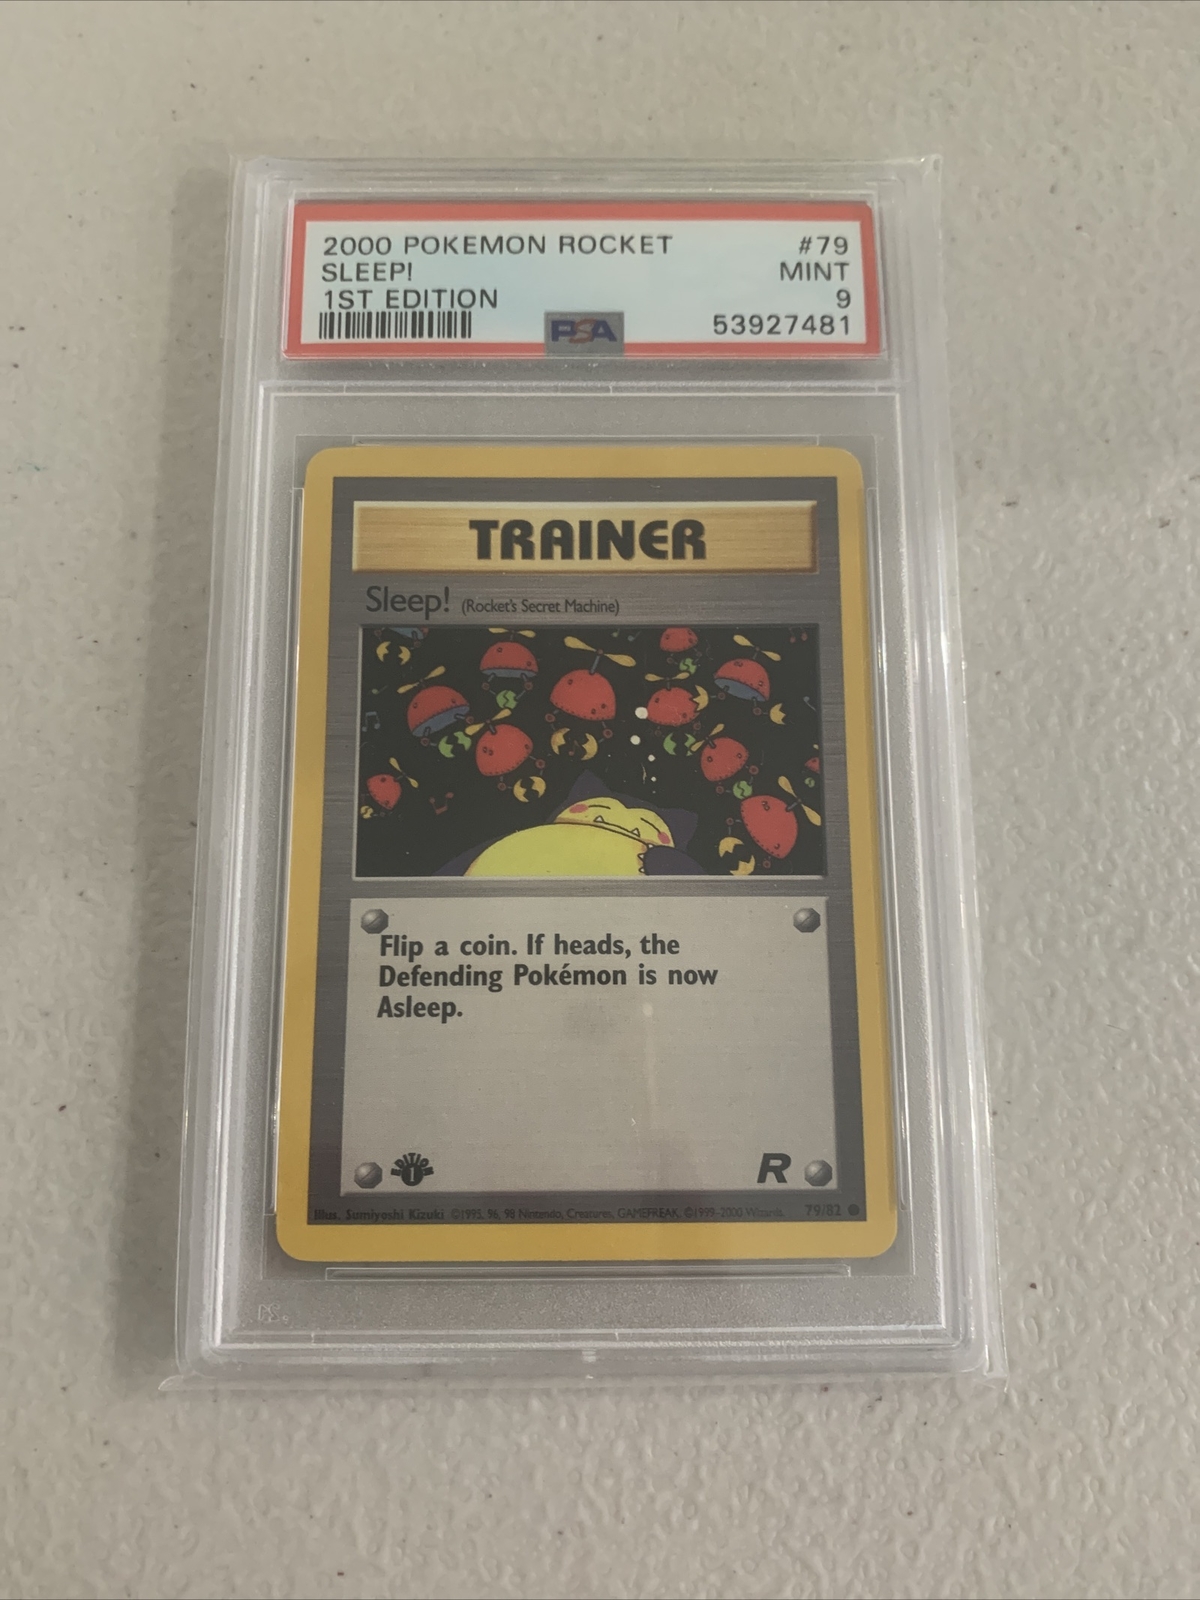 2000 POKEMON ROCKET #79
SLEEP! MINT
1ST EDITION 9
PSA 53927481
TRAINER
Sleep! (Rocket's Secret Machine)
Flip a coin. If heads, the
Defending Pokémon is now
Asleep.
EDITION 1 R
Illus. Sumiyoshi Kizuki ©1995, 96, 98 Nintendo, Creatures, GAMEFREAK. ©1999-2000 Wizards. 79/82